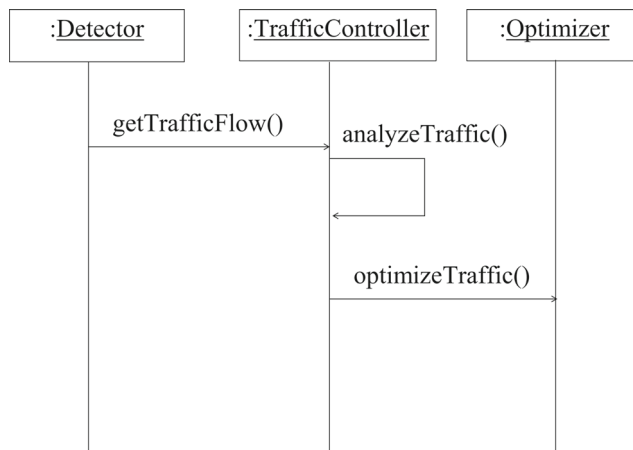 :Detector
:TrafficController
:Optimizer
getTrafficFlow()
analyzeTraffic()
optimizeTraffic()